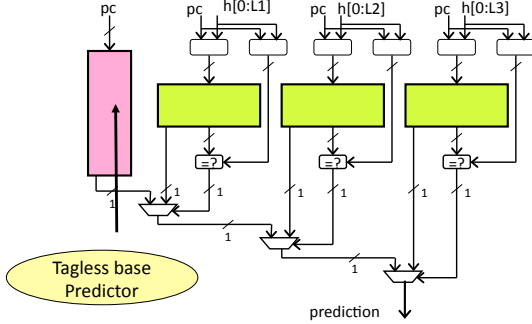 pc
pc h[0:L1]
pc h[0:L2]
pc h[0:L3]
=?
=?
=?
1
1
1
1
1
1
1
1
1
Tagless base
Predictor
prediction